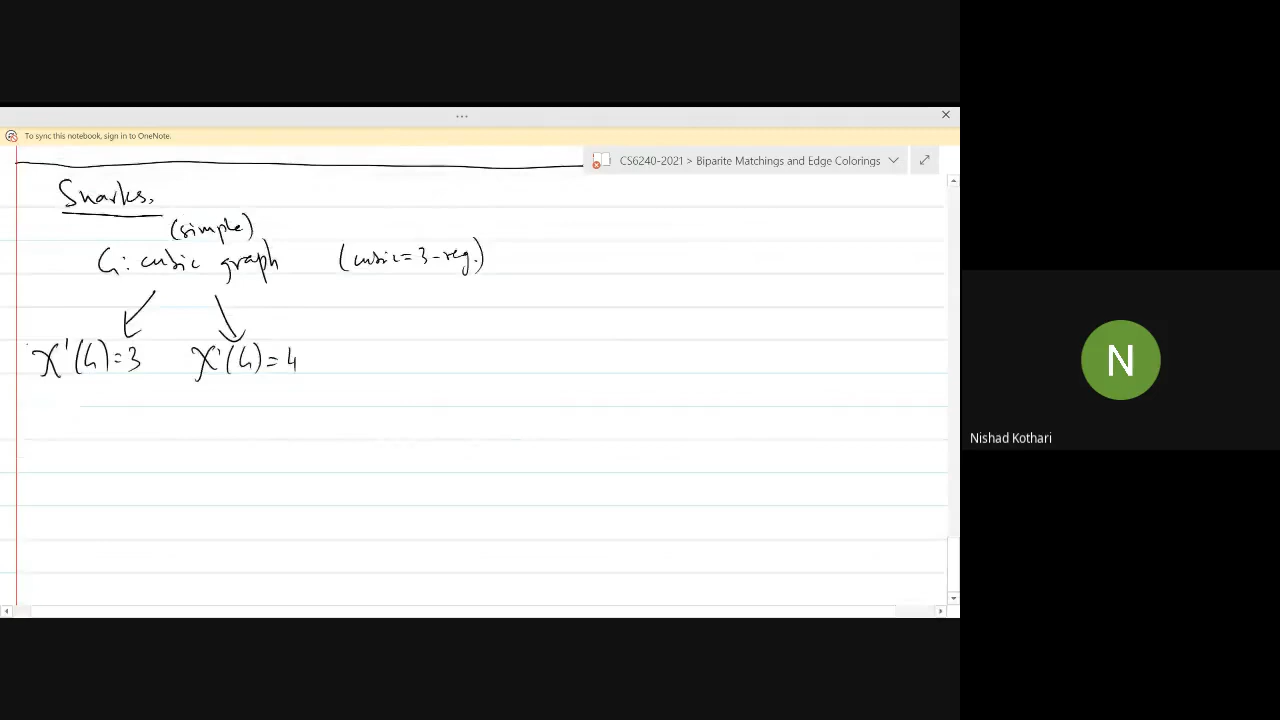 ...
To sync this notebook, sign in to OneNote.
CS6240-2021 > Biparite Matchings and Edge Colorings
Snarks.
(simple)
G: cubic graph (cubic = 3-reg.)
χ'(G) = 3 χ'(G) = 4
N
Nishad Kothari